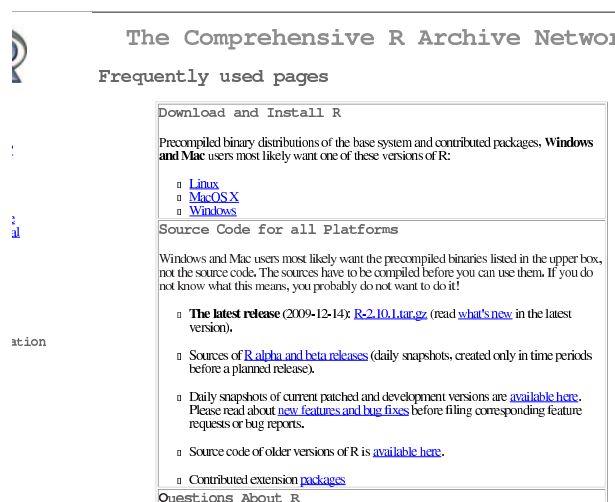 The Comprehensive R Archive
Frequently used pages
Download and Install R
Precompiled binary distributions of the base system and contributed packages, Windows
and Mac users most likely want one of these versions of R:
Linux
MacOS X
Windows
Source Code for all Platforms
Windows and Mac users most likely want the precompiled binaries listed in the upper box,
not the source code. The sources have to be compiled before you can use them. If you do
not know what this means, you probably do not want to do it!
The latest release (2009-12-14): R-2.10.1.tar.gz (read what's new in the latest
version).
Sources of R alpha and beta releases (daily snapshots, created only in time periods
before a planned release).
Daily snapshots of current patched and development versions are available here.
Please read about new features and bug fixes before filing corresponding feature
requests or bug reports.
Source code of older versions of R is available here.
Contributed extension packages
Questions About R